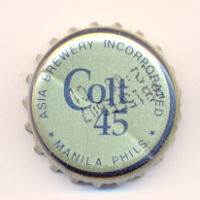 ASIA BREWERY INCORPORATED
Colt
45
★ MANILA, PHILS ★